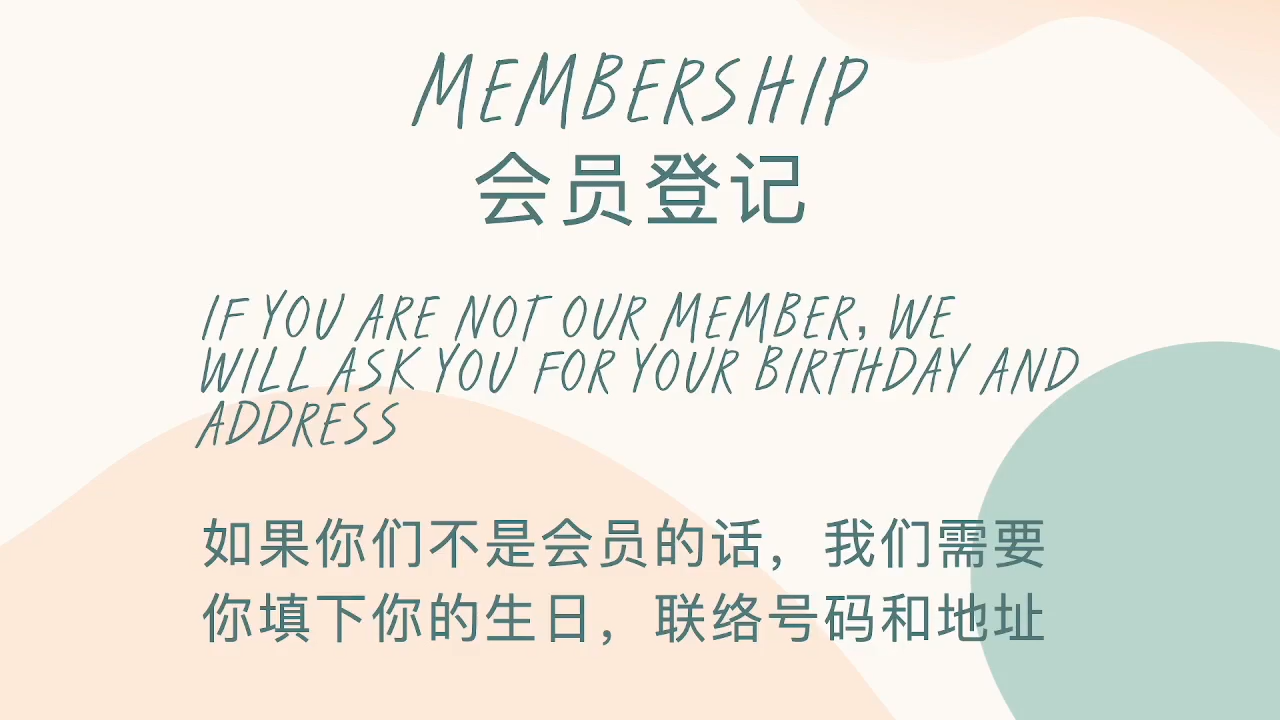 MEMBERSHIP
会员登记
IF YOU ARE NOT OUR MEMBER, WE
WILL ASK YOU FOR YOUR BIRTHDAY AND
ADDRESS
如果你们不是会员的话，我们需要
你填下你的生日，联络号码和地址